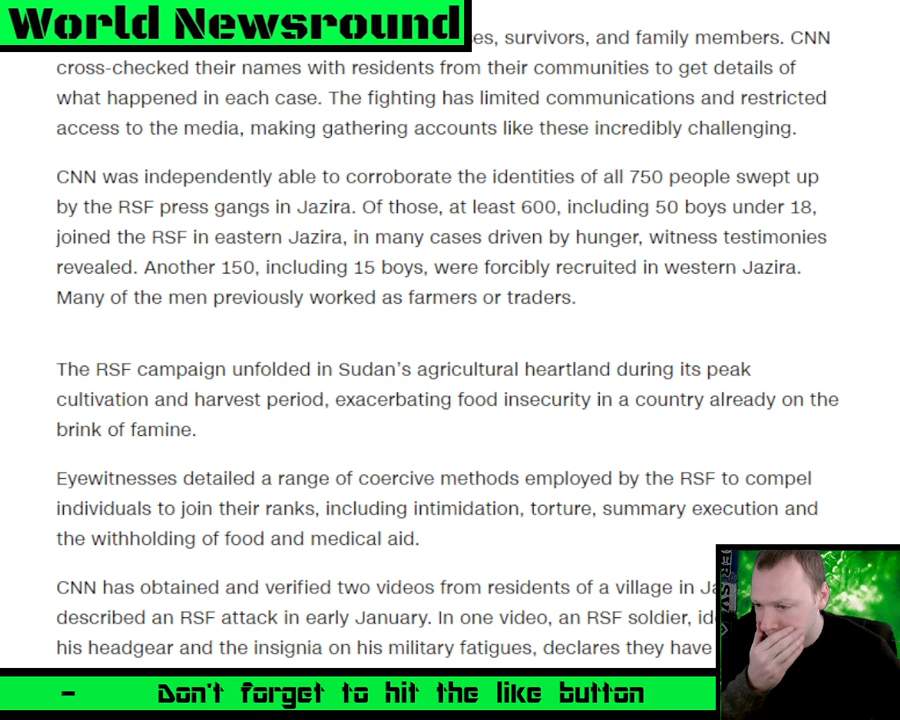 World Newsround
es, survivors, and family members. CNN
cross-checked their names with residents from their communities to get details of
what happened in each case. The fighting has limited communications and restricted
access to the media, making gathering accounts like these incredibly challenging.
CNN was independently able to corroborate the identities of all 750 people swept up
by the RSF press gangs in Jazira. Of those, at least 600, including 50 boys under 18,
joined the RSF in eastern Jazira, in many cases driven by hunger, witness testimonies
revealed. Another 150, including 15 boys, were forcibly recruited in western Jazira.
Many of the men previously worked as farmers or traders.
The RSF campaign unfolded in Sudan's agricultural heartland during its peak
cultivation and harvest period, exacerbating food insecurity in a country already on the
brink of famine.
Eyewitnesses detailed a range of coercive methods employed by the RSF to compel
individuals to join their ranks, including intimidation, torture, summary execution and
the withholding of food and medical aid.
CNN has obtained and verified two videos from residents of a village in Ja
described an RSF attack in early January. In one video, an RSF soldier, id
his headgear and the insignia on his military fatigues, declares they have
- Don't forget to hit the like button